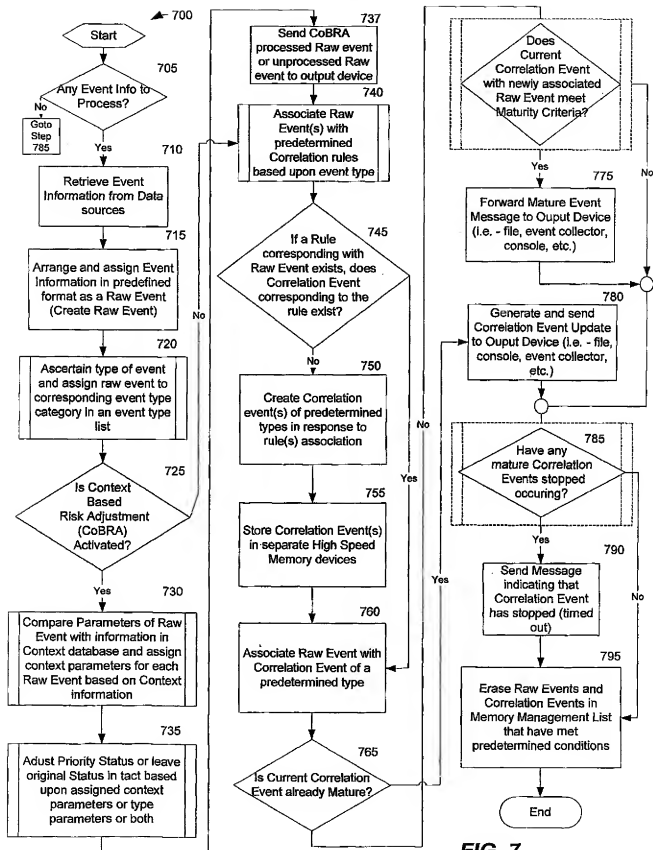 700
Start
705
Any Event Info to
Process?
No
Goto
Step
785
Yes
710
Retrieve Event
Information from Data
sources
715
Arrange and assign Event
Information in predefined
format as a Raw Event
(Create Raw Event)
720
Ascertain type of event
and assign raw event to
corresponding event type
category in an event type
list
725
Is Context
Based
Risk Adjustment
(CoBRA)
Activated?
No
Yes
730
Compare Parameters of Raw
Event with information in
Context database and assign
context parameters for each
Raw Event based on Context
information
735
Adjust Priority Status or leave
original Status in tact based
upon assigned context
parameters or type
parameters or both
737
Send CoBRA
processed Raw event
or unprocessed Raw
event to output device
740
Associate Raw
Event(s) with
predetermined
Correlation rules
based upon event type
745
If a Rule
corresponding with
Raw Event exists, does
Correlation Event
corresponding to the
rule exist?
No
Yes
750
Create Correlation
event(s) of predetermined
types in response to
rule(s) association
755
Store Correlation Event(s)
in separate High Speed
Memory devices
760
Associate Raw Event with
Correlation Event of a
predetermined type
765
Is Current Correlation
Event already Mature?
No
Yes
Does
Current
Correlation Event
with newly associated
Raw Event meet
Maturity Criteria?
Yes
No
775
Forward Mature Event
Message to Ouput Device
(i.e. - file, event collector,
console, etc.)
780
Generate and send
Correlation Event Update
to Ouput Device (i.e. - file,
console, event collector,
etc.)
785
Have any
mature Correlation
Events stopped
occuring?
Yes
No
790
Send Message
indicating that
Correlation Event
has stopped (timed
out)
795
Erase Raw Events and
Correlation Events in
Memory Management List
that have met
predetermined conditions
End
FIG. 7